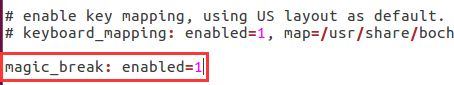 # enable key mapping, using US layout as default.
# keyboard_mapping: enabled=1, map=/usr/share/boch
magic_break: enabled=1